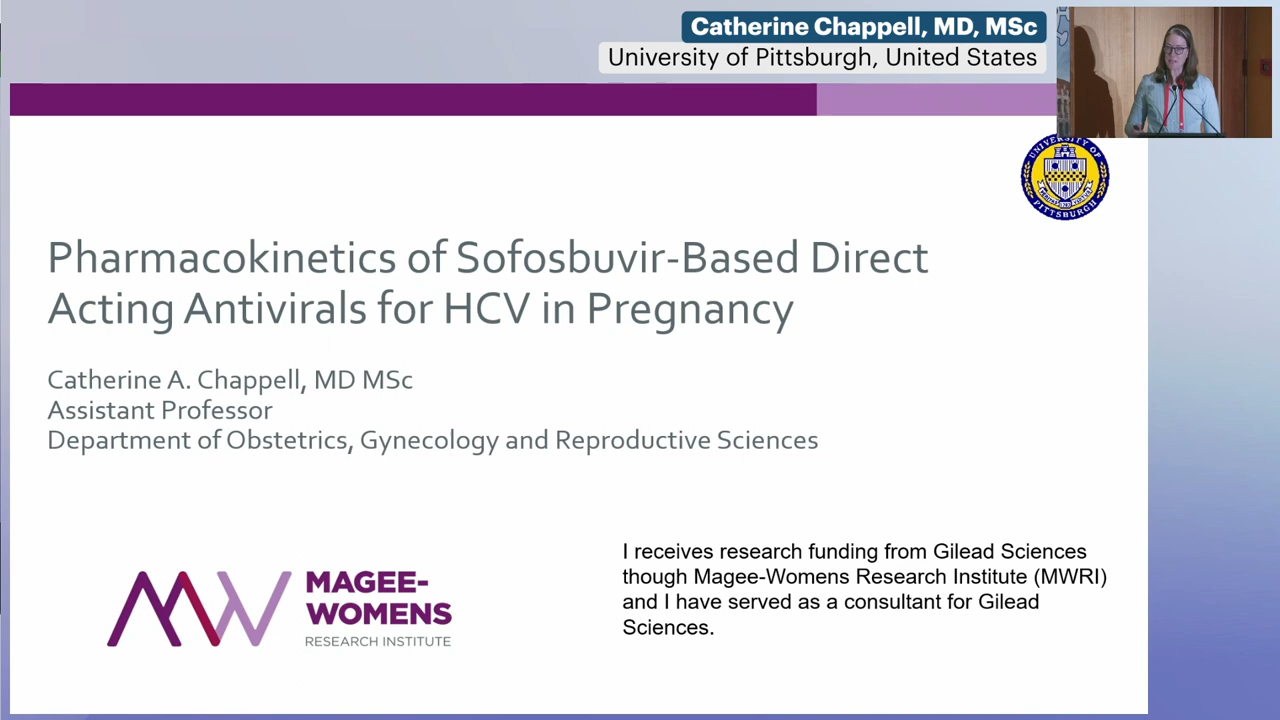 Catherine Chappell, MD, MSc
University of Pittsburgh, United States
UNIVERSITY OF
PITTSBURGH
Pharmacokinetics of Sofosbuvir-Based Direct
Acting Antivirals for HCV in Pregnancy
Catherine A. Chappell, MD MSc
Assistant Professor
Department of Obstetrics, Gynecology and Reproductive Sciences
MAGEE-
WOMENS
RESEARCH INSTITUTE
I receives research funding from Gilead Sciences
though Magee-Womens Research Institute (MWRI)
and I have served as a consultant for Gilead
Sciences.